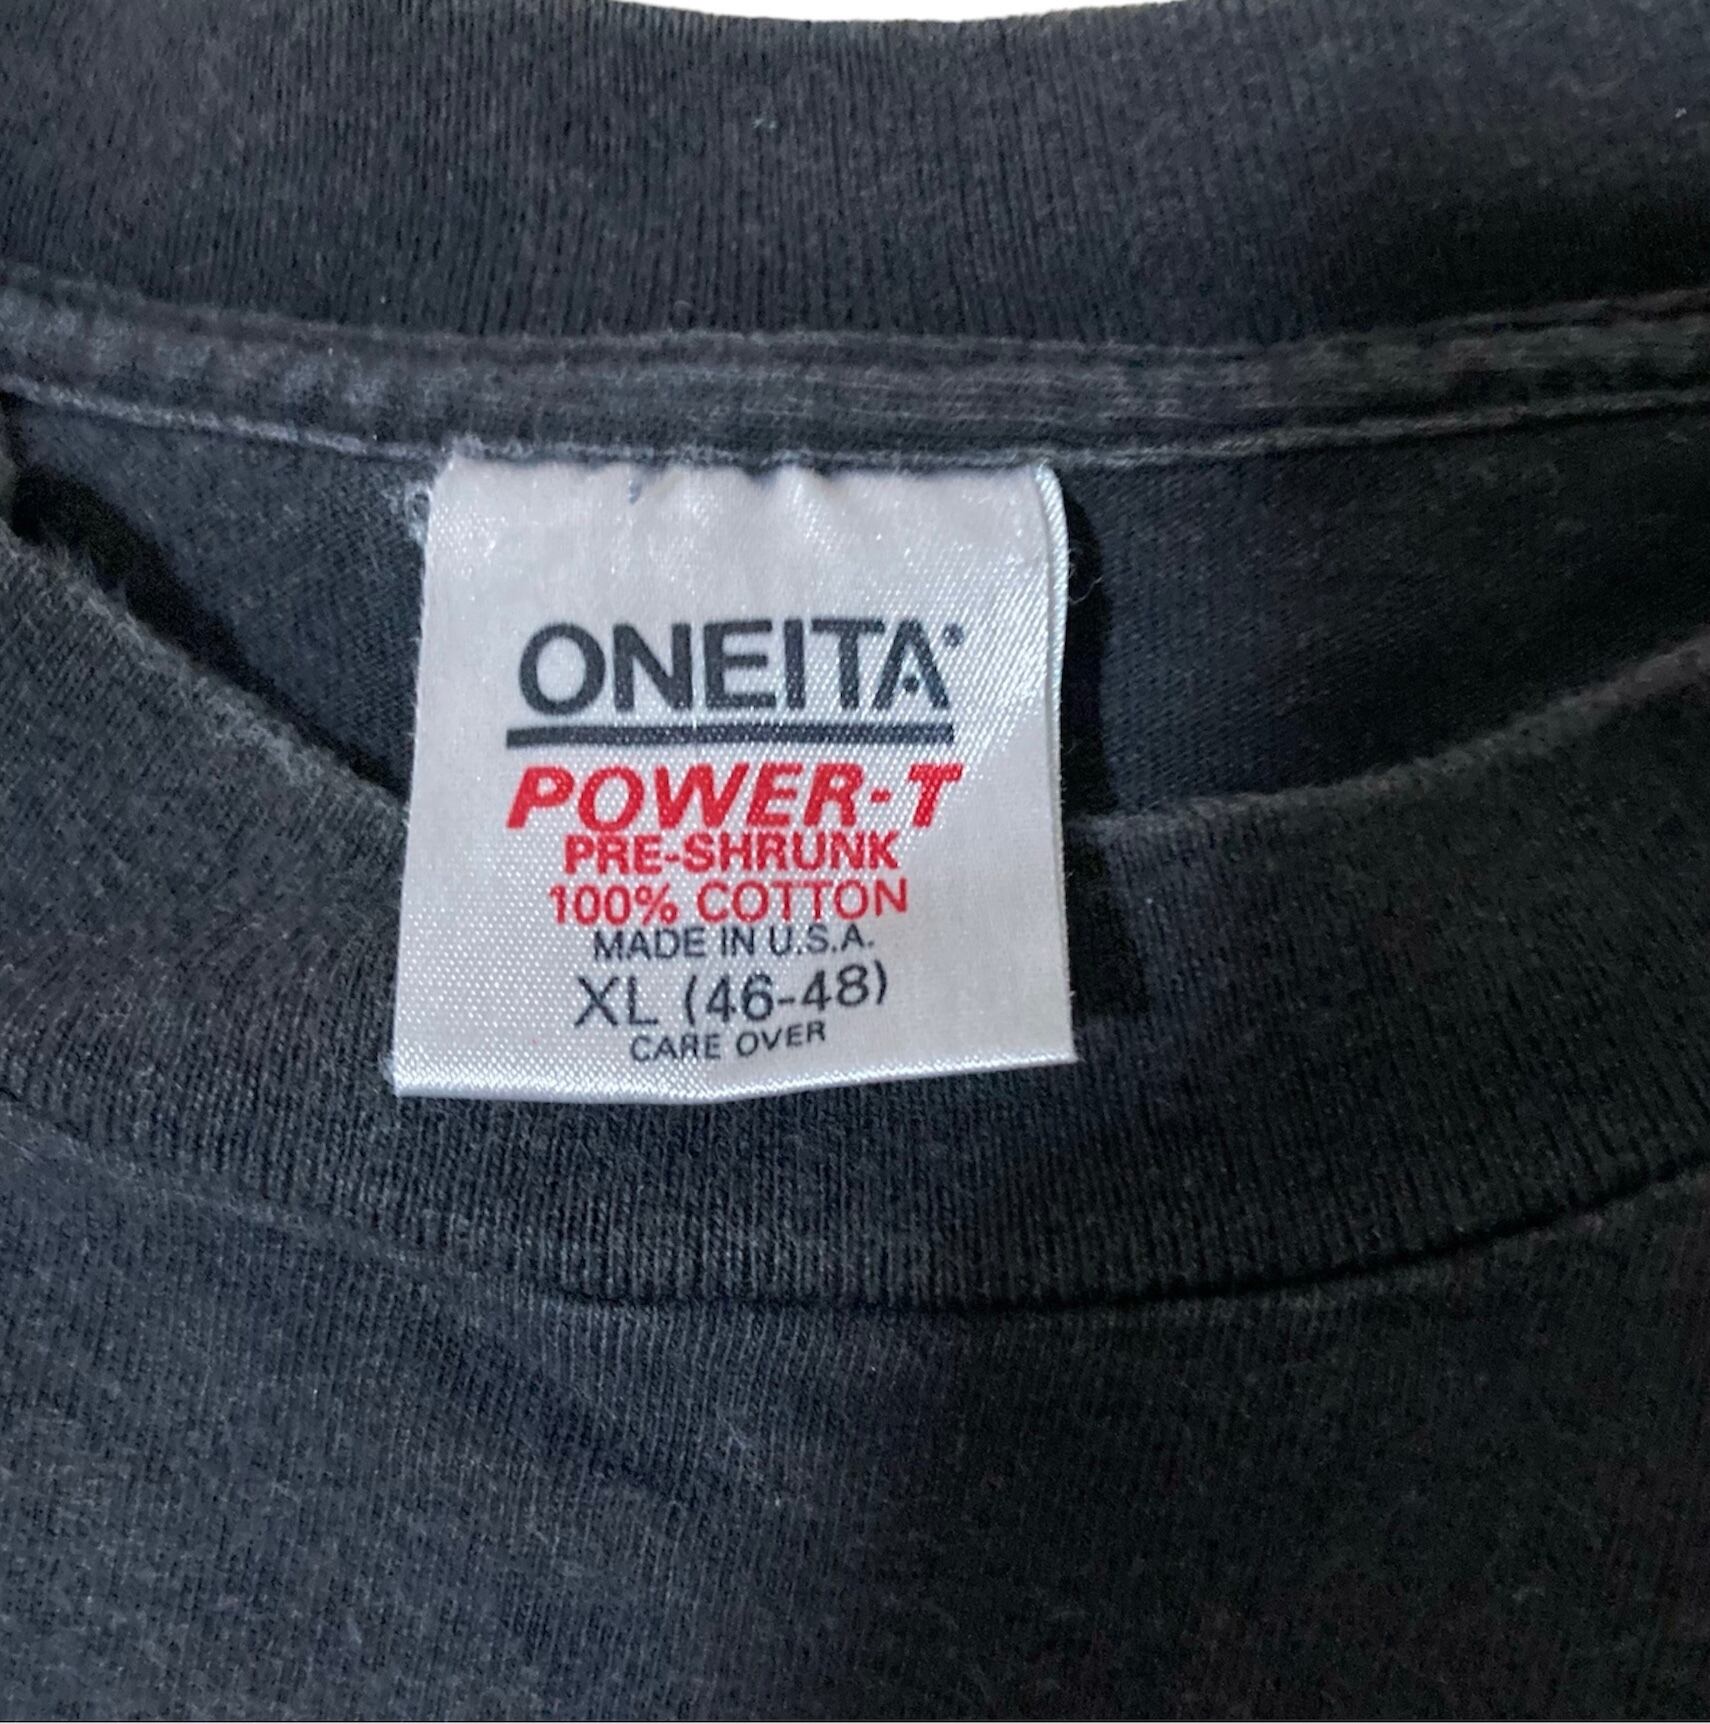 ONEITA®
POWER-T
PRE-SHRUNK
100% COTTON
MADE IN U.S.A.
XL (46-48)
CARE OVER